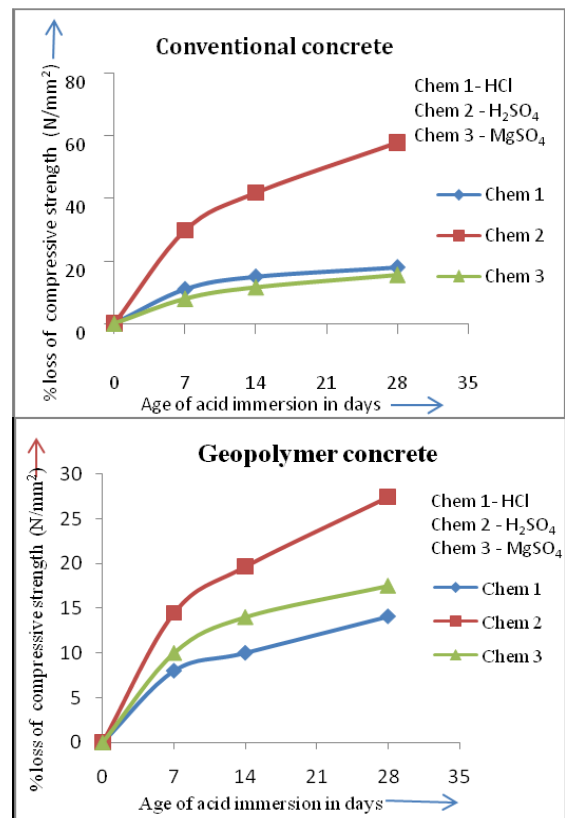 Conventional concrete
% loss of compressive strength (N/mm²)
80
60
40
20
0
Chem 1- HCl
Chem 2 - H₂SO₄
Chem 3 - MgSO₄
Chem 1
Chem 2
Chem 3
0 7 14 21 28 35
Age of acid immersion in days
Geopolymer concrete
% loss of compressive strength (N/mm²)
30
25
20
15
10
5
0
Chem 1- HCl
Chem 2 - H₂SO₄
Chem 3 - MgSO₄
Chem 1
Chem 2
Chem 3
0 7 14 21 28 35
Age of acid immersion in days